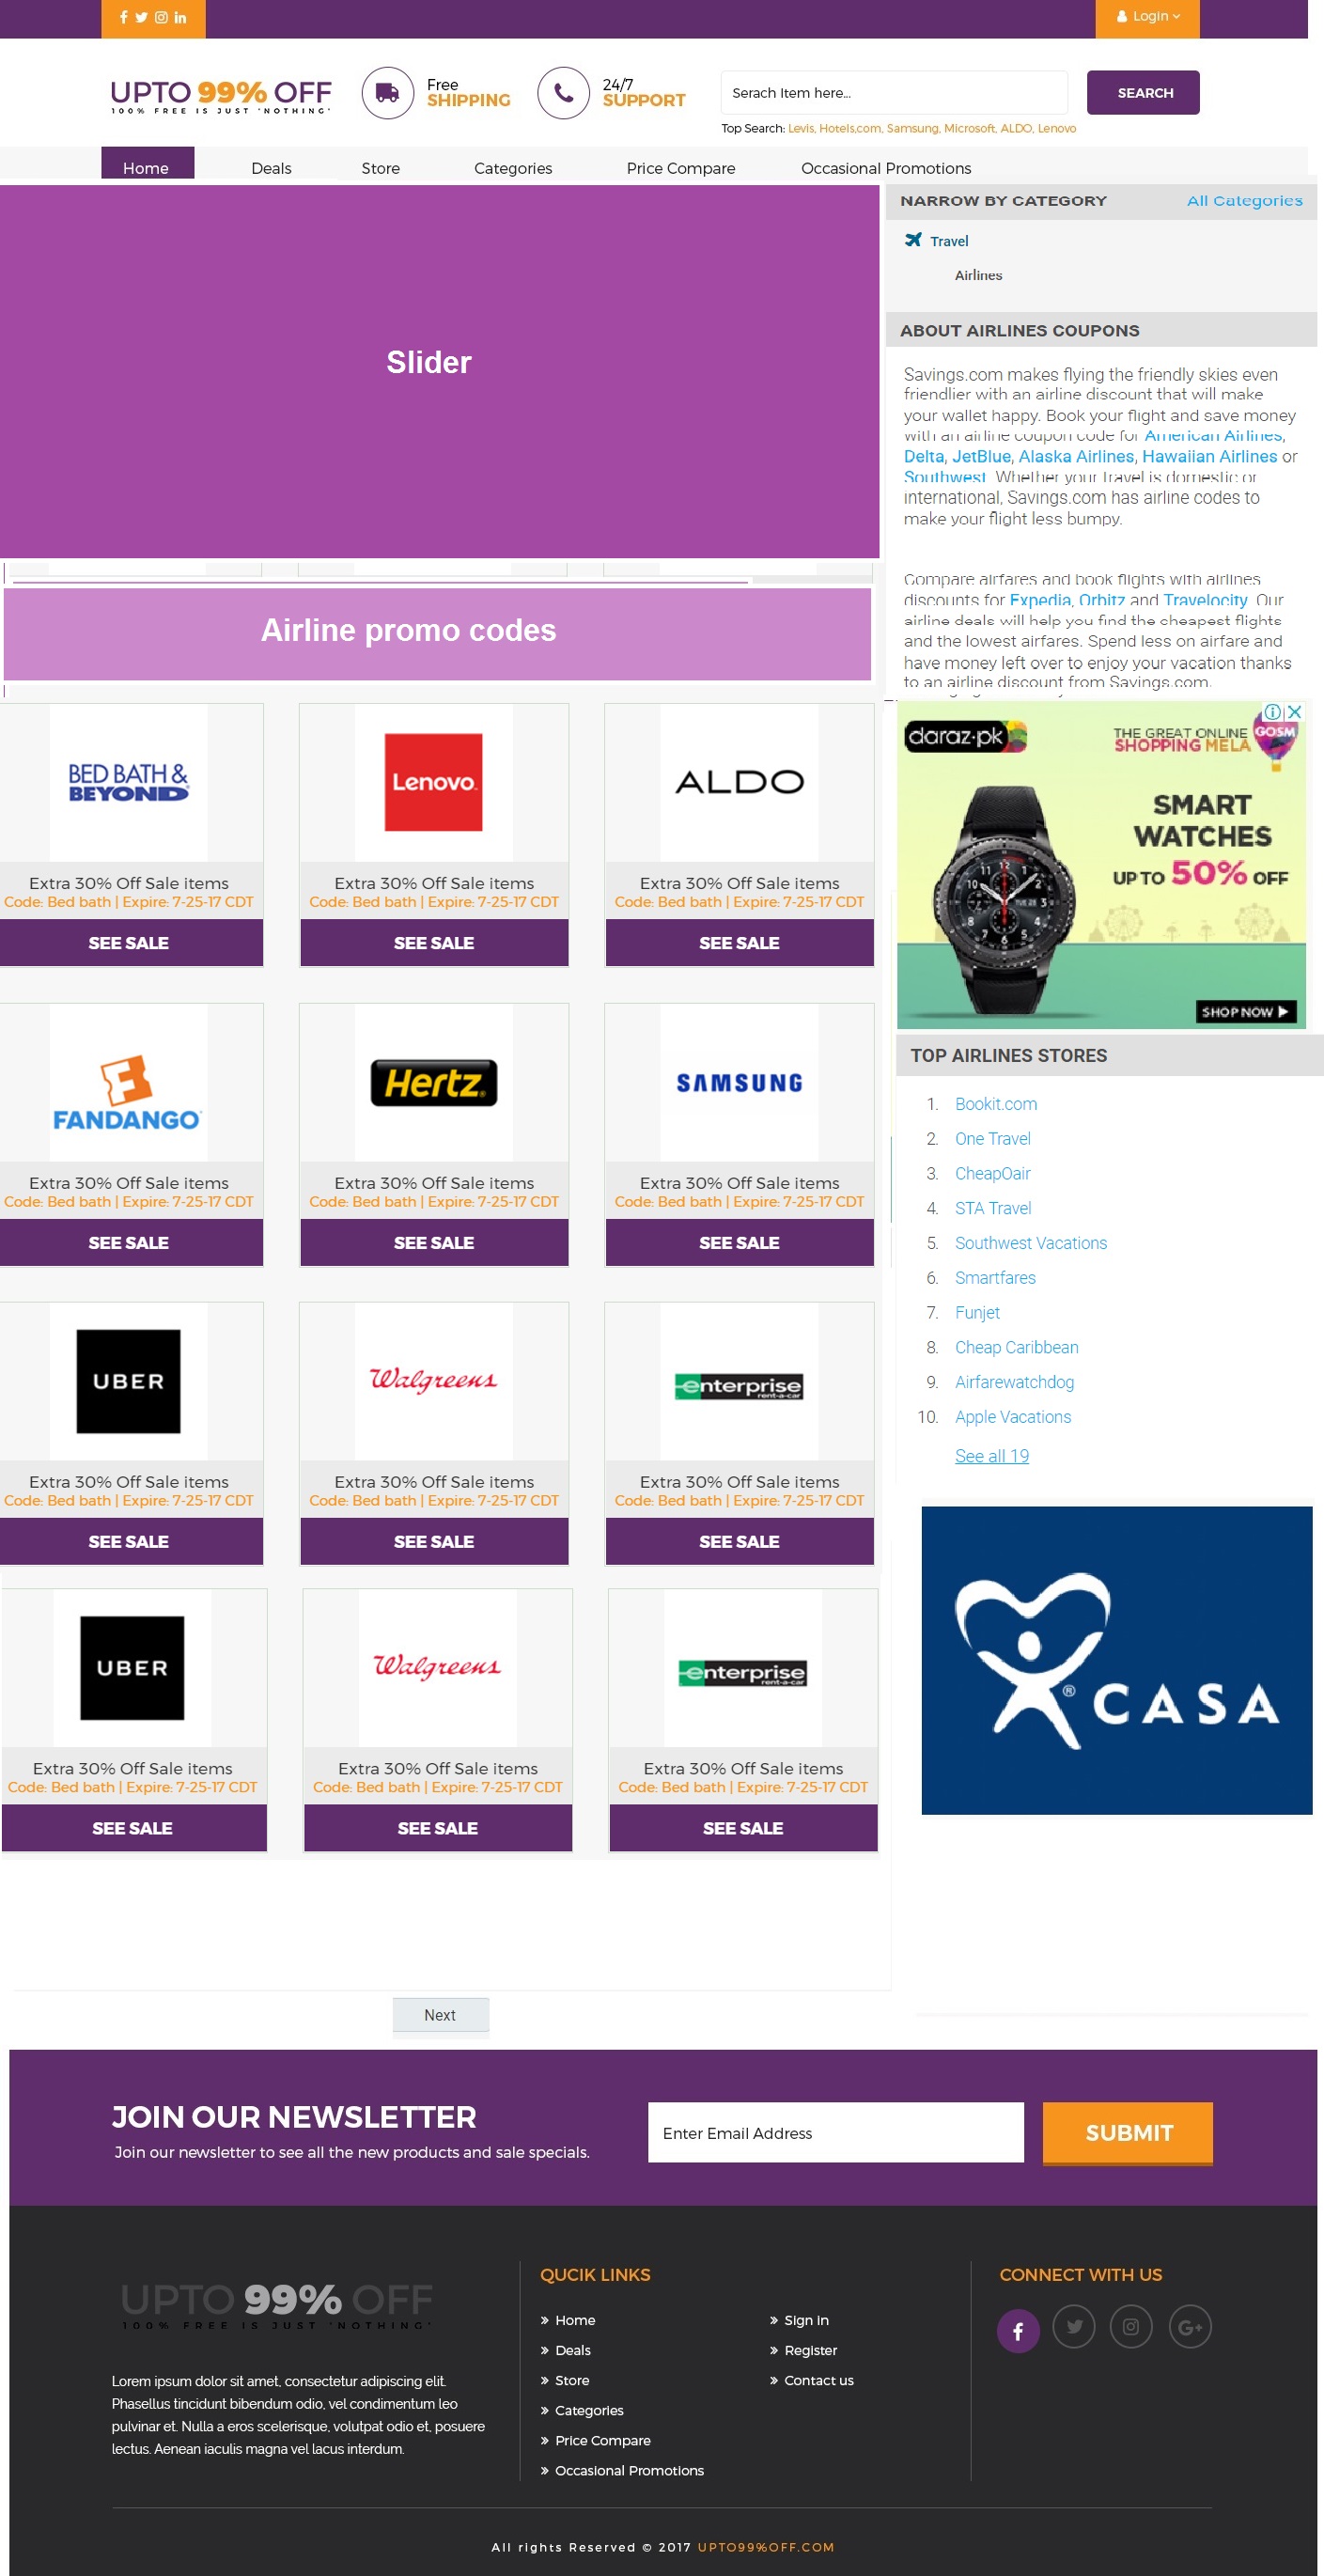 Login
UPTO 99% OFF
100% FREE IS JUST 'NOTHING'
Free
SHIPPING
24/7
SUPPORT
Serach Item here...
SEARCH
Top Search: Levis, Hotels,com, Samsung, Microsoft, ALDO, Lenovo
Home
Deals
Store
Categories
Price Compare
Occasional Promotions
Slider
NARROW BY CATEGORY
All Categories
Travel
Airlines
ABOUT AIRLINES COUPONS
Savings.com makes flying the friendly skies even
friendlier with an airline discount that will make
your wallet happy. Book your flight and save money
with an airline coupon code for American Airlines,
Delta, JetBlue, Alaska Airlines, Hawaiian Airlines or
Southwest. Whether your travel is domestic or
international, Savings.com has airline codes to
make your flight less bumpy.
Compare airfares and book flights with airlines
discounts for Expedia, Orbitz and Travelocity. Our
airline deals will help you find the cheapest flights
and the lowest airfares. Spend less on airfare and
have money left over to enjoy your vacation thanks
to an airline discount from Savings.com.
Airline promo codes
BED BATH &
BEYOND
Extra 30% Off Sale items
Code: Bed bath | Expire: 7-25-17 CDT
SEE SALE
Lenovo
Extra 30% Off Sale items
Code: Bed bath | Expire: 7-25-17 CDT
SEE SALE
ALDO
Extra 30% Off Sale items
Code: Bed bath | Expire: 7-25-17 CDT
SEE SALE
FANDANGO
Extra 30% Off Sale items
Code: Bed bath | Expire: 7-25-17 CDT
SEE SALE
Hertz
Extra 30% Off Sale items
Code: Bed bath | Expire: 7-25-17 CDT
SEE SALE
SAMSUNG
Extra 30% Off Sale items
Code: Bed bath | Expire: 7-25-17 CDT
SEE SALE
UBER
Extra 30% Off Sale items
Code: Bed bath | Expire: 7-25-17 CDT
SEE SALE
Walgreens
Extra 30% Off Sale items
Code: Bed bath | Expire: 7-25-17 CDT
SEE SALE
enterprise
rent-a-car
Extra 30% Off Sale items
Code: Bed bath | Expire: 7-25-17 CDT
SEE SALE
UBER
Extra 30% Off Sale items
Code: Bed bath | Expire: 7-25-17 CDT
SEE SALE
Walgreens
Extra 30% Off Sale items
Code: Bed bath | Expire: 7-25-17 CDT
SEE SALE
enterprise
rent-a-car
Extra 30% Off Sale items
Code: Bed bath | Expire: 7-25-17 CDT
SEE SALE
daraz.pk
THE GREAT ONLINE
SHOPPING MELA
GOSM
SMART
WATCHES
UP TO 50% OFF
SHOP NOW
TOP AIRLINES STORES
1. Bookit.com
2. One Travel
3. CheapOair
4. STA Travel
5. Southwest Vacations
6. Smartfares
7. Funjet
8. Cheap Caribbean
9. Airfarewatchdog
10. Apple Vacations
See all 19
® CASA
Next
JOIN OUR NEWSLETTER
Join our newsletter to see all the new products and sale specials.
Enter Email Address
SUBMIT
UPTO 99% OFF
100% FREE IS JUST 'NOTHING'
Lorem ipsum dolor sit amet, consectetur adipiscing elit.
Phasellus tincidunt bibendum odio, vel condimentum leo
pulvinar et. Nulla a eros scelerisque, volutpat odio et, posuere
lectus. Aenean iaculis magna vel lacus interdum.
QUCIK LINKS
» Home
» Deals
» Store
» Categories
» Price Compare
» Occasional Promotions
» Sign in
» Register
» Contact us
CONNECT WITH US
All rights Reserved © 2017 UPTO99%OFF.COM